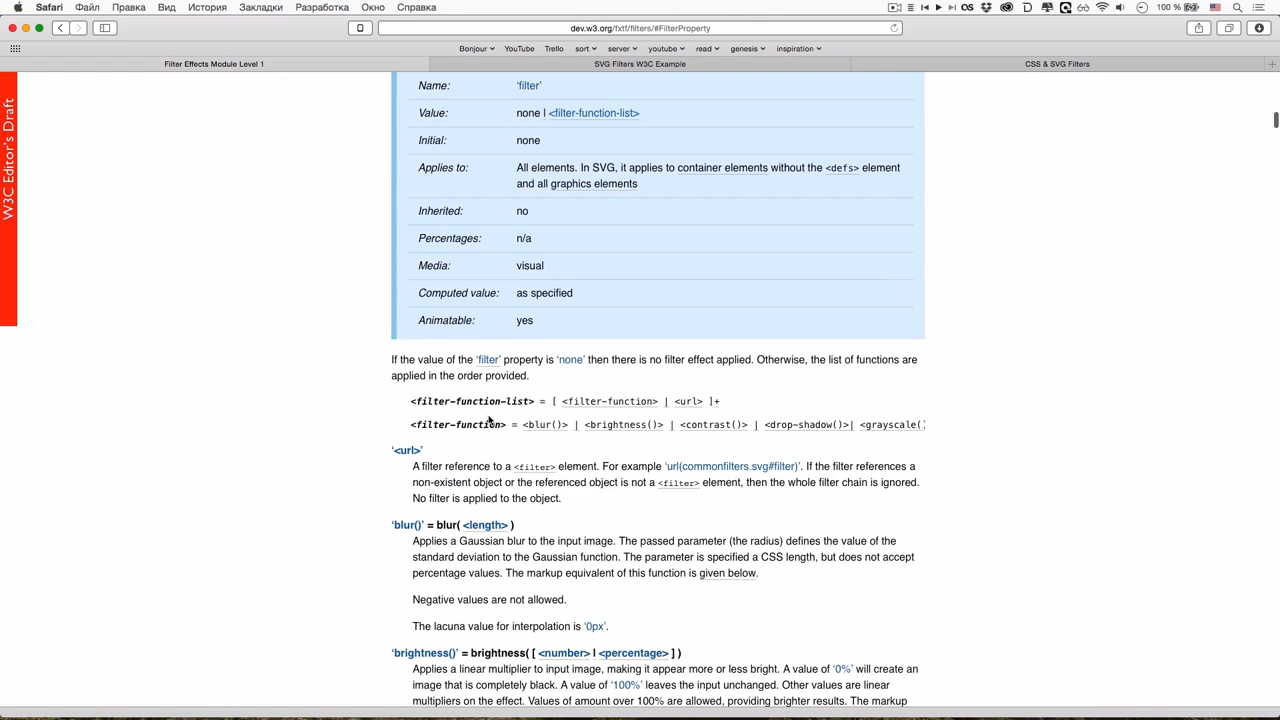 Safari Файл Правка Вид История Закладки Разработка Окно Справка 100 %
dev.w3.org/fxtf/filters/#FilterProperty
Bonjour YouTube Trello sort server youtube read genesis inspiration
Filter Effects Module Level 1 SVG Filters W3C Example CSS & SVG Filters
W3C Editor's Draft
Name: 'filter'
Value: none | <filter-function-list>
Initial: none
Applies to: All elements. In SVG, it applies to container elements without the <defs> element
and all graphics elements
Inherited: no
Percentages: n/a
Media: visual
Computed value: as specified
Animatable: yes
If the value of the 'filter' property is 'none' then there is no filter effect applied. Otherwise, the list of functions are
applied in the order provided.
<filter-function-list> = [ <filter-function> | <url> ]+
<filter-function> = <blur()> | <brightness()> | <contrast()> | <drop-shadow()>| <grayscale()
'<url>'
A filter reference to a <filter> element. For example 'url(commonfilters.svg#filter)'. If the filter references a
non-existent object or the referenced object is not a <filter> element, then the whole filter chain is ignored.
No filter is applied to the object.
'blur()' = blur( <length> )
Applies a Gaussian blur to the input image. The passed parameter (the radius) defines the value of the
standard deviation to the Gaussian function. The parameter is specified a CSS length, but does not accept
percentage values. The markup equivalent of this function is given below.
Negative values are not allowed.
The lacuna value for interpolation is '0px'.
'brightness()' = brightness( [ <number> | <percentage> ] )
Applies a linear multiplier to input image, making it appear more or less bright. A value of '0%' will create an
image that is completely black. A value of '100%' leaves the input unchanged. Other values are linear
multipliers on the effect. Values of amount over 100% are allowed, providing brighter results. The markup